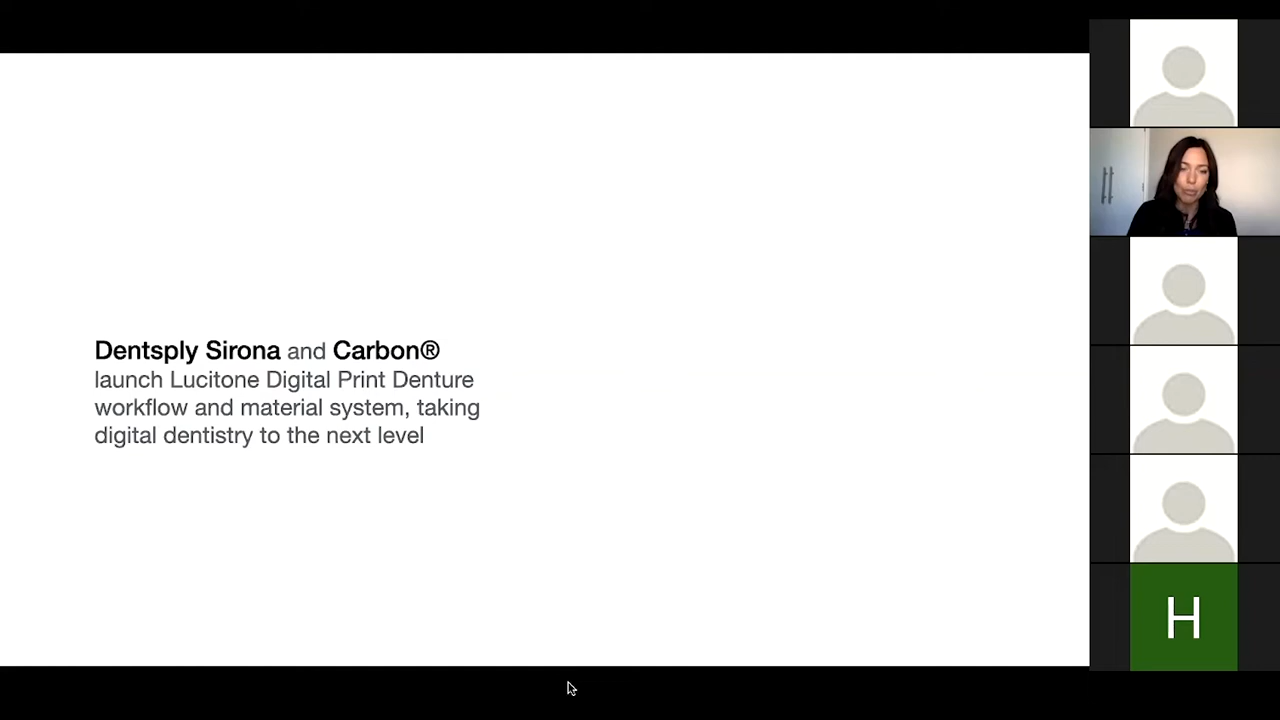 Dentsply Sirona and Carbon®
launch Lucitone Digital Print Denture
workflow and material system, taking
digital dentistry to the next level
H